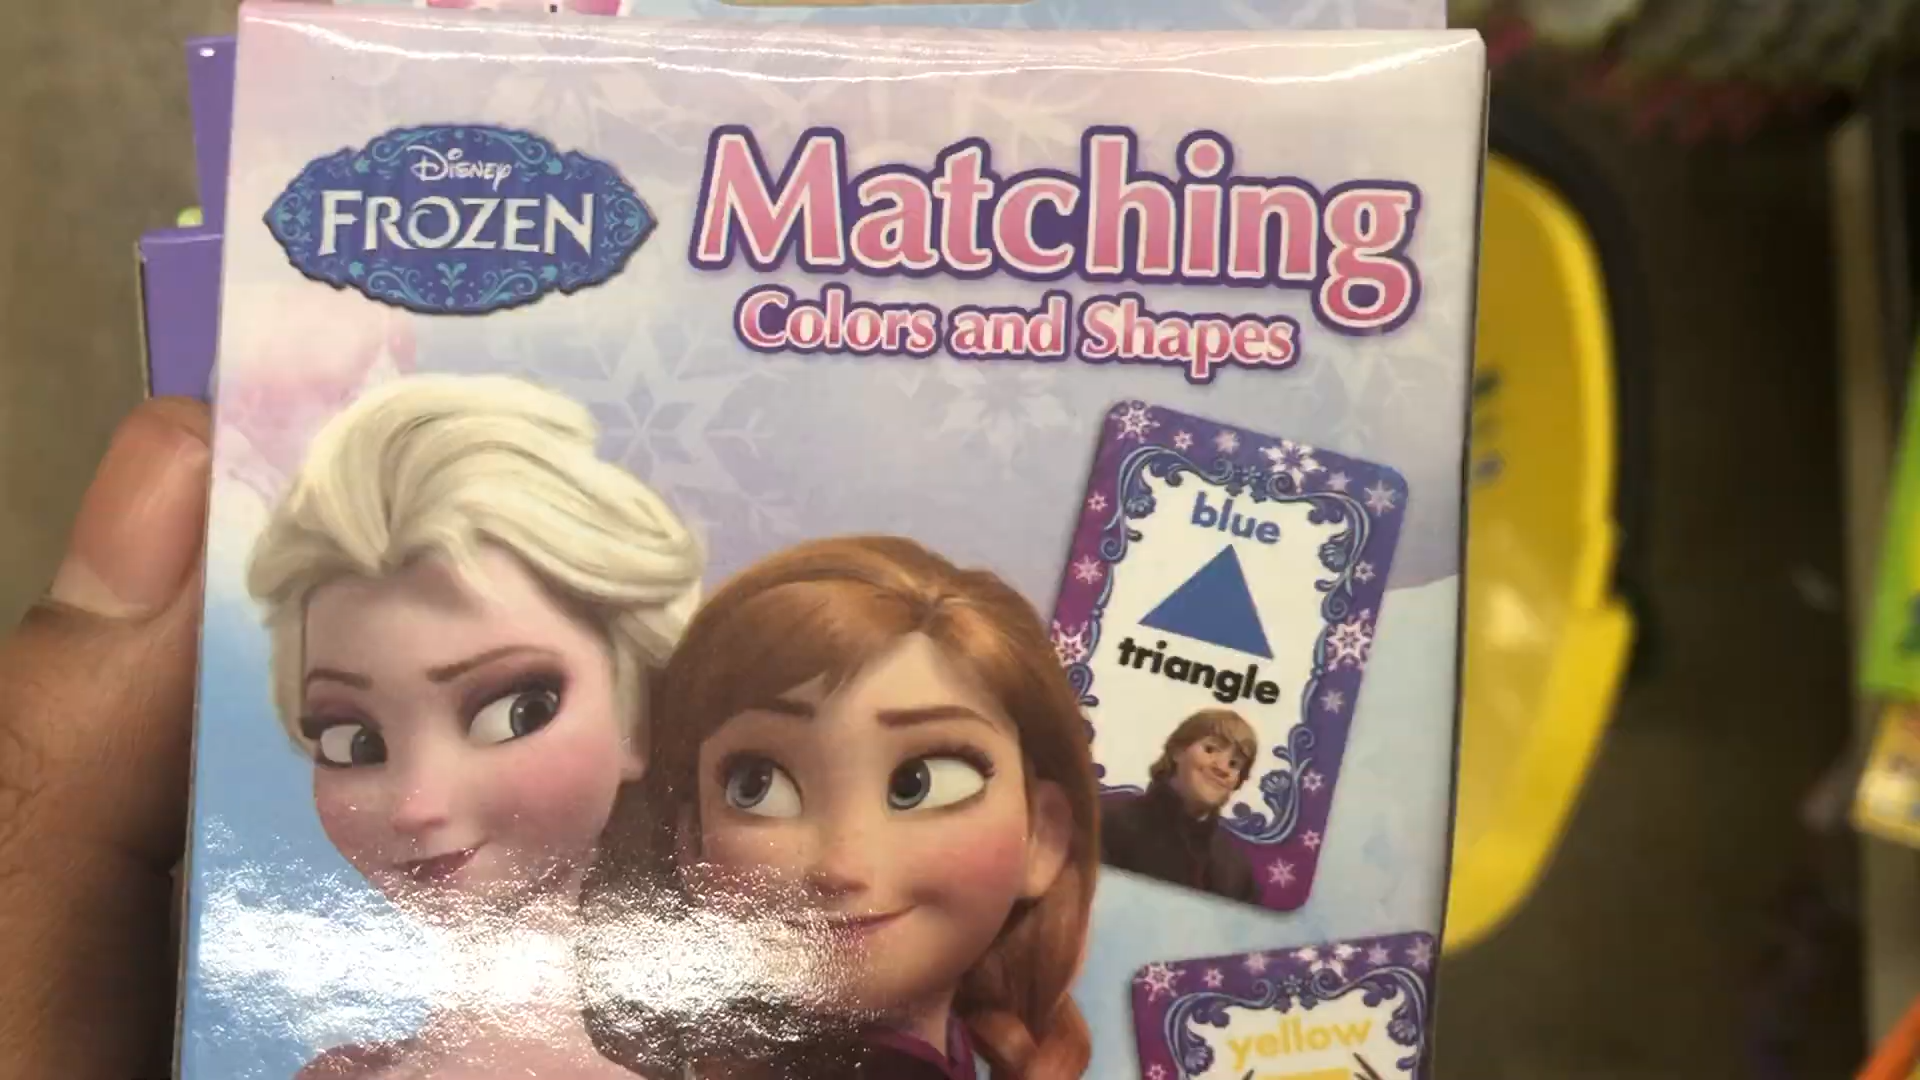 Disney
FROZEN
Matching
Colors and Shapes
blue
triangle
yellow